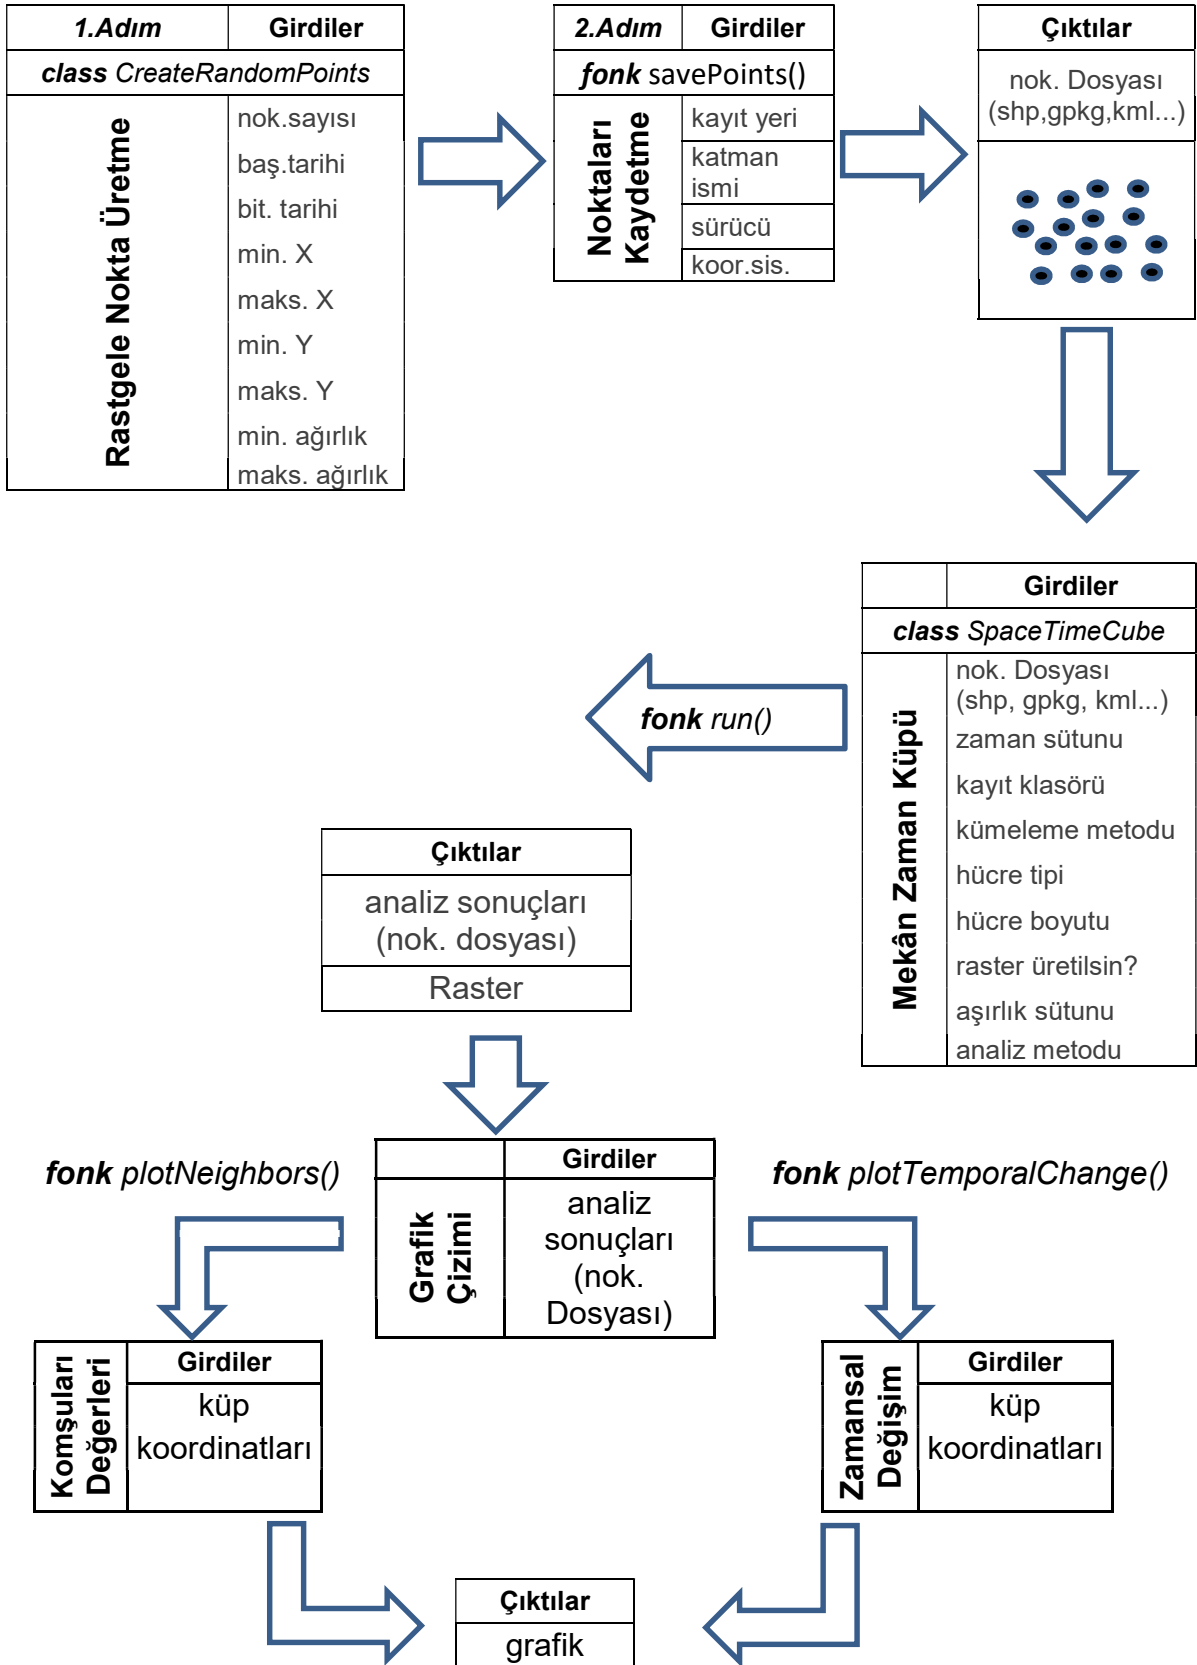 1.Adım Girdiler
class CreateRandomPoints
Rastgele Nokta Üretme
nok.sayısı
baş.tarihi
bit. tarihi
min. X
maks. X
min. Y
maks. Y
min. ağırlık
maks. ağırlık
2.Adım Girdiler
fonk savePoints()
Noktaları
Kaydetme
kayıt yeri
katman
ismi
sürücü
koor.sis.
Çıktılar
nok. Dosyası
(shp,gpkg,kml...)
Girdiler
class SpaceTimeCube
Mekân Zaman Küpü
nok. Dosyası
(shp, gpkg, kml...)
zaman sütunu
kayıt klasörü
kümeleme metodu
hücre tipi
hücre boyutu
raster üretilsin?
aşırlık sütunu
analiz metodu
fonk run()
Çıktılar
analiz sonuçları
(nok. dosyası)
Raster
Girdiler
Grafik
Çizimi
analiz
sonuçları
(nok.
Dosyası)
fonk plotNeighbors()
fonk plotTemporalChange()
Komşuları
Değerleri
Girdiler
küp
koordinatları
Zamansal
Değişim
Girdiler
küp
koordinatları
Çıktılar
grafik